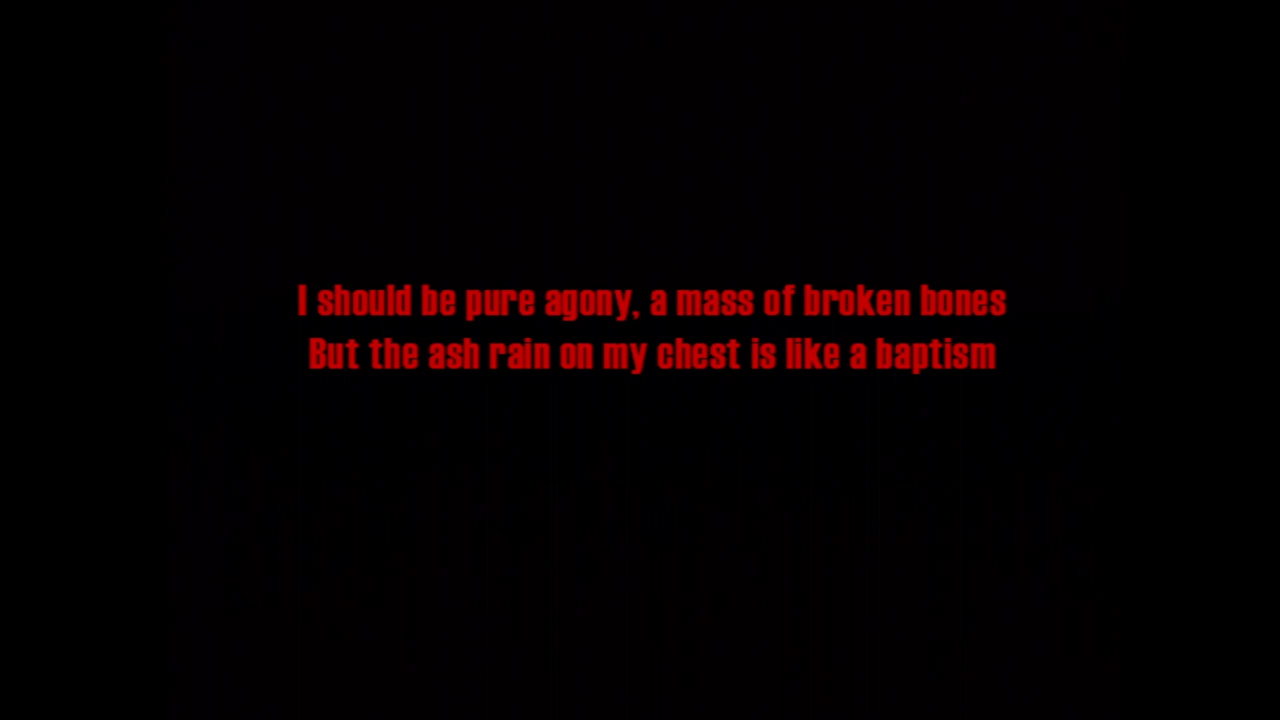 I should be pure agony, a mass of broken bones
But the ash rain on my chest is like a baptism